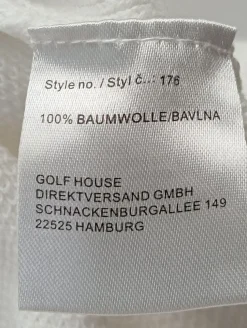 Style no. / Styl č...: 176
100% BAUMWOLLE/BAVLNA
GOLF HOUSE
DIREKTVERSAND GMBH
SCHNACKENBURGALLEE 149
22525 HAMBURG